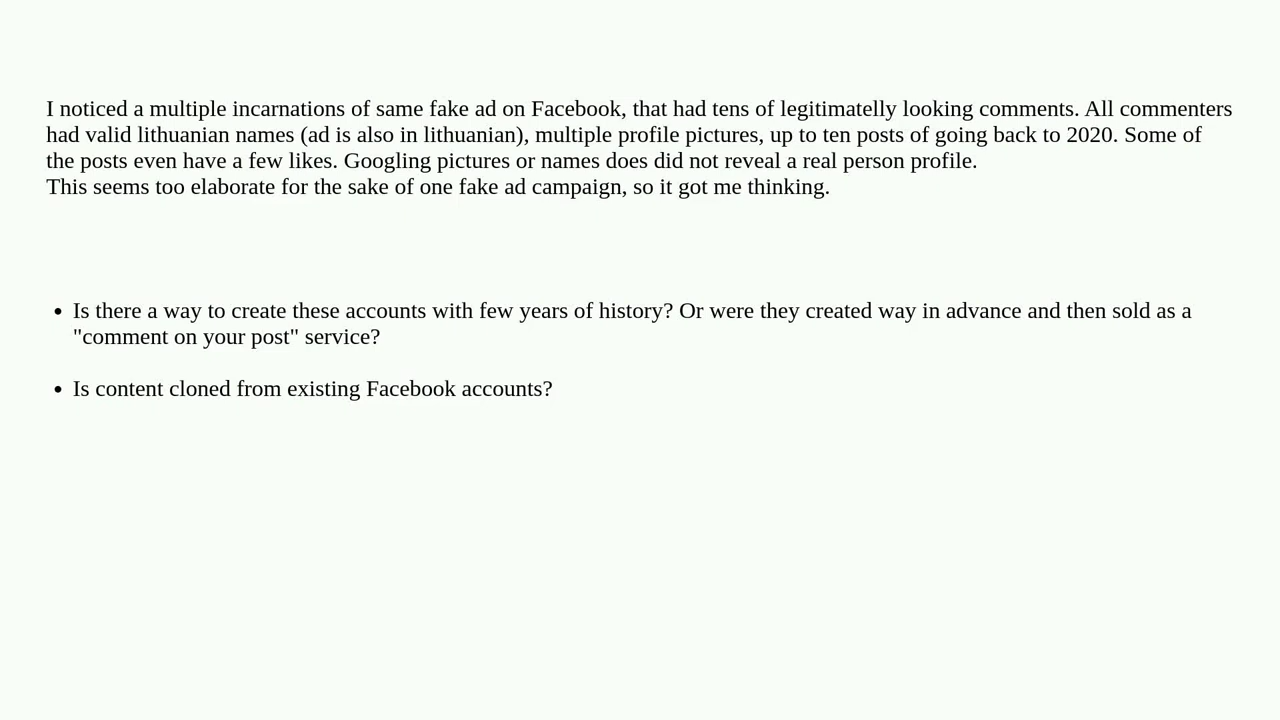 I noticed a multiple incarnations of same fake ad on Facebook, that had tens of legitimatelly looking comments. All commenters
had valid lithuanian names (ad is also in lithuanian), multiple profile pictures, up to ten posts of going back to 2020. Some of
the posts even have a few likes. Googling pictures or names does did not reveal a real person profile.
This seems too elaborate for the sake of one fake ad campaign, so it got me thinking.
• Is there a way to create these accounts with few years of history? Or were they created way in advance and then sold as a
"comment on your post" service?
• Is content cloned from existing Facebook accounts?